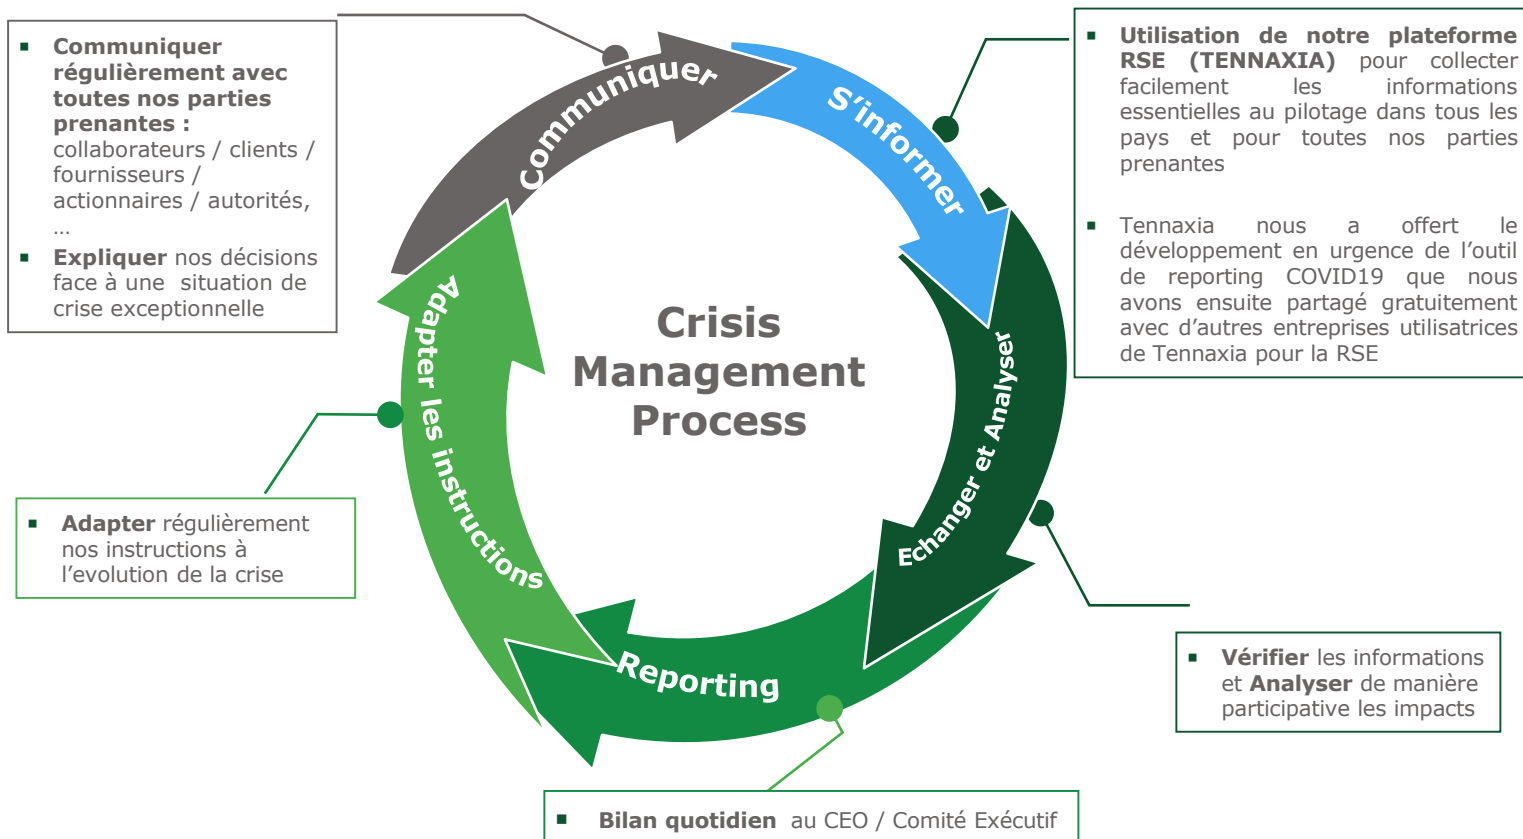 ▪ Communiquer
régulièrement avec
toutes nos parties
prenantes :
collaborateurs / clients /
fournisseurs /
actionnaires / autorités,
…
▪ Expliquer nos décisions
face à une situation de
crise exceptionnelle
Communiquer
S’informer
▪ Utilisation de notre plateforme
RSE (TENNAXIA) pour collecter
facilement les informations
essentielles au pilotage dans tous les
pays et pour toutes nos parties
prenantes
▪ Tennaxia nous a offert le
développement en urgence de l’outil
de reporting COVID19 que nous
avons ensuite partagé gratuitement
avec d’autres entreprises utilisatrices
de Tennaxia pour la RSE
Crisis
Management
Process
Adapter les instructions
Echanger et Analyser
▪ Adapter régulièrement
nos instructions à
l’evolution de la crise
Reporting
▪ Vérifier les informations
et Analyser de manière
participative les impacts
▪ Bilan quotidien au CEO / Comité Exécutif